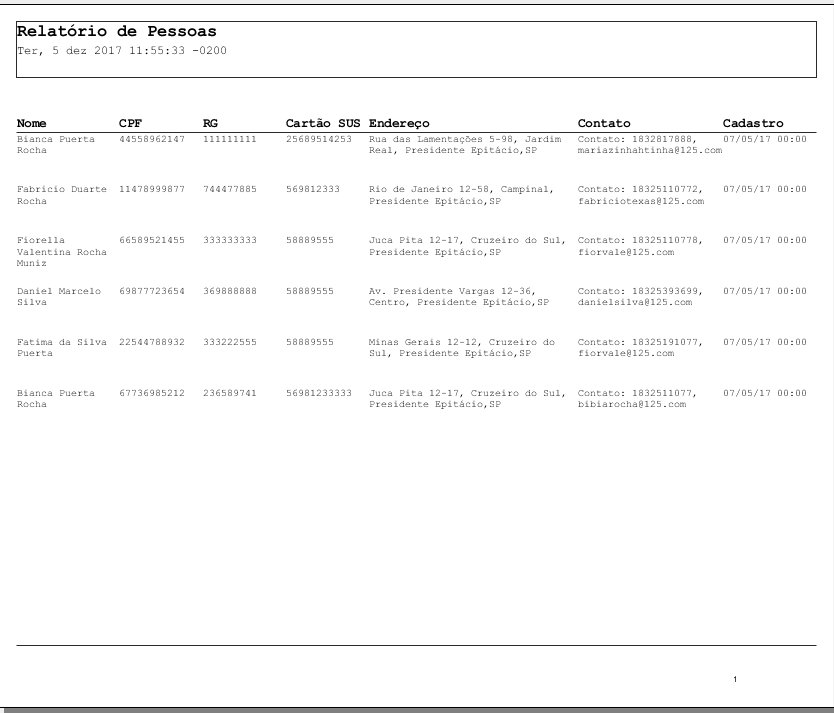 Relatório de Pessoas
Ter, 5 dez 2017 11:55:33 -0200
Nome CPF RG Cartão SUS Endereço Contato Cadastro
Bianca Puerta 44558962147 111111111 25689514253 Rua das Lamentações 5-98, Jardim Contato: 1832817888, 07/05/17 00:00
Rocha Real, Presidente Epitácio,SP mariazinhatinha@125.com
Fabricio Duarte 11478999877 744477885 569812333 Rio de Janeiro 12-58, Campinal, Contato: 18325110772, 07/05/17 00:00
Rocha Presidente Epitácio,SP fabriciotexas@125.com
Fiorella 66589521455 333333333 58889555 Juca Pita 12-17, Cruzeiro do Sul, Contato: 18325110778, 07/05/17 00:00
Valentina Rocha Presidente Epitácio,SP fiorvale@125.com
Muniz
Daniel Marcelo 69877723654 369888888 58889555 Av. Presidente Vargas 12-36, Contato: 18325393699, 07/05/17 00:00
Silva Centro, Presidente Epitácio,SP danielsilva@125.com
Fatima da Silva 22544788932 333222555 58889555 Minas Gerais 12-12, Cruzeiro do Contato: 18325191077, 07/05/17 00:00
Puerta Sul, Presidente Epitácio,SP fiorvale@125.com
Bianca Puerta 67736985212 236589741 56981233333 Juca Pita 12-17, Cruzeiro do Sul, Contato: 1832511077, 07/05/17 00:00
Rocha Presidente Epitácio,SP bibiarocha@125.com
1